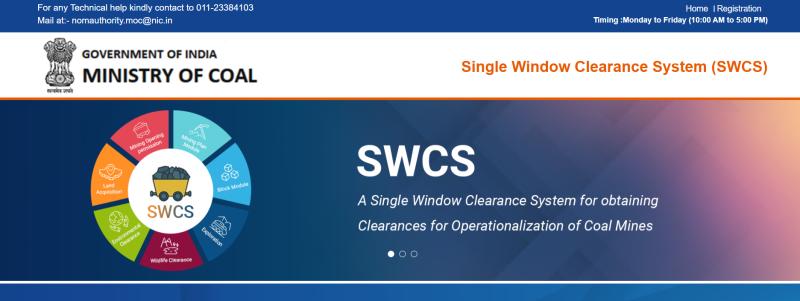 For any Technical help kindly contact to 011-23384103
Home | Registration
Mail at:- nomauthority.moc@nic.in
Timing :Monday to Friday (10:00 AM to 5:00 PM)
GOVERNMENT OF INDIA
MINISTRY OF COAL
सत्यमेव जयते
Single Window Clearance System (SWCS)
Mining Opening
permission
Mining Plan
Module
Block Module
Exploration
Wildlife Clearance
Environmental
Clearance
Land
Acquisition
SWCS
SWCS
A Single Window Clearance System for obtaining
Clearances for Operationalization of Coal Mines